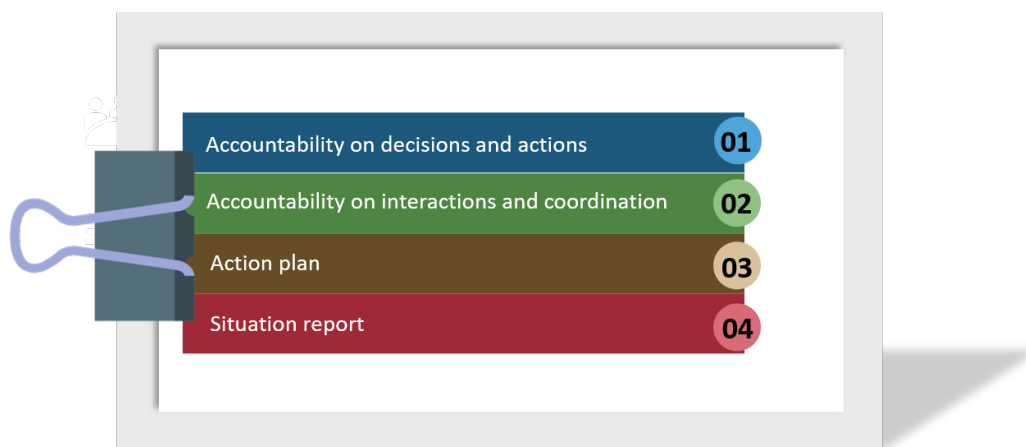 Accountability on decisions and actions 01
Accountability on interactions and coordination 02
Action plan 03
Situation report 04